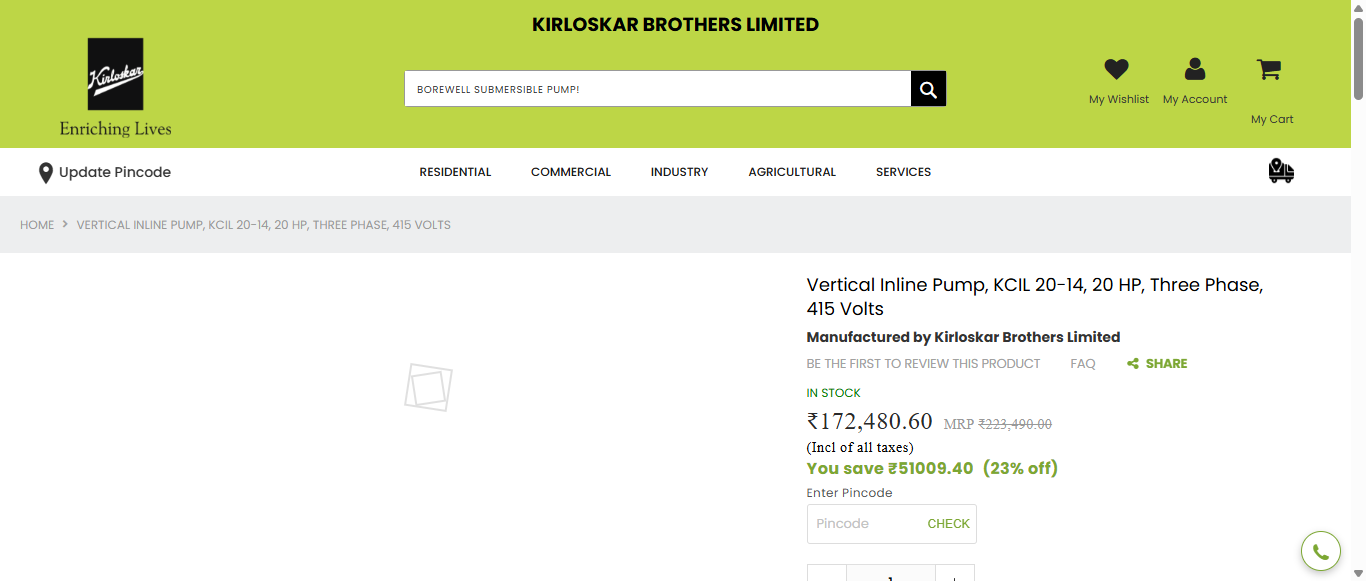 KIRLOSKAR BROTHERS LIMITED
Kirloskar
Enriching Lives
BOREWELL SUBMERSIBLE PUMP!
My Wishlist
My Account
My Cart
Update Pincode
RESIDENTIAL
COMMERCIAL
INDUSTRY
AGRICULTURAL
SERVICES
HOME > VERTICAL INLINE PUMP, KCIL 20-14, 20 HP, THREE PHASE, 415 VOLTS
Vertical Inline Pump, KCIL 20-14, 20 HP, Three Phase,
415 Volts
Manufactured by Kirloskar Brothers Limited
BE THE FIRST TO REVIEW THIS PRODUCT FAQ SHARE
IN STOCK
₹172,480.60 MRP ₹223,490.00
(Incl of all taxes)
You save ₹51009.40 (23% off)
Enter Pincode
Pincode CHECK